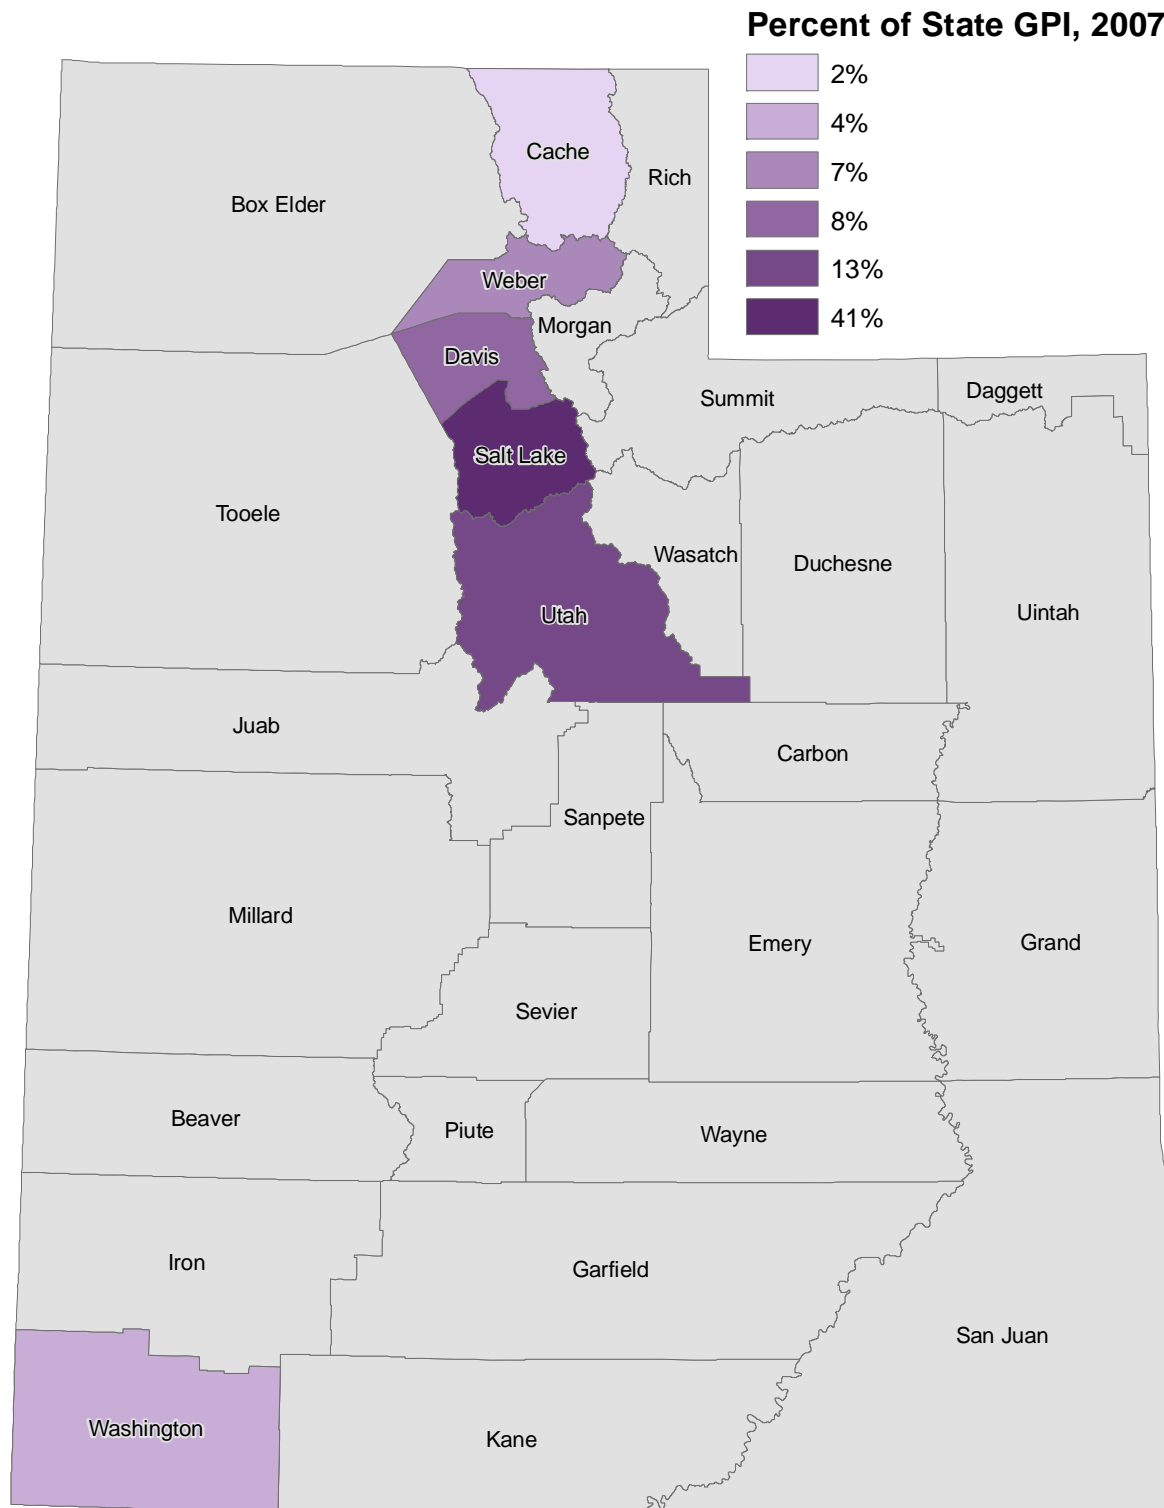 Percent of State GPI, 2007
2%
4%
7%
8%
13%
41%
Cache
Rich
Box Elder
Weber
Morgan
Davis
Summit
Daggett
Salt Lake
Tooele
Wasatch
Duchesne
Uintah
Utah
Juab
Carbon
Sanpete
Millard
Emery
Grand
Sevier
Beaver
Piute
Wayne
Iron
Garfield
San Juan
Washington
Kane